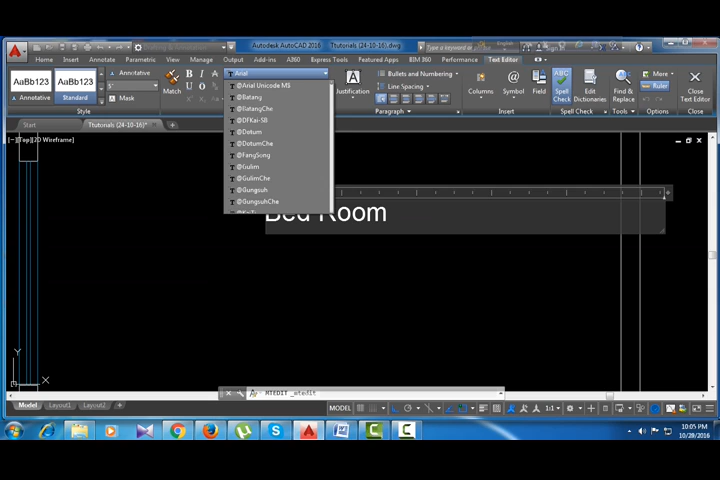 Autodesk AutoCAD 2016 Ttutorials (24-10-16).dwg
Type a keyword or
Sign In
Home Insert Annotate Parametric View Manage Output Add-ins A360 Express Tools Featured Apps BIM 360 Performance Text Editor
AaBb123 AaBb123
Annotative Standard
Annotative
Mask
Style
Match
B I
U O
Arial
@Arial Unicode MS
@Batang
@BatangChe
@DFKai-SB
@Dotum
@DotumChe
@FangSong
@Gulim
@GulimChe
@Gungsuh
@GungsuhChe
Justification
Bullets and Numbering
Line Spacing
Paragraph
Columns Symbol Field
Insert
ABC
Spell Check
Edit Dictionaries
Spell Check
Find & Replace
Tools
More
Ruler
Options
Close Text Editor
Close
Start Ttutorials (24-10-16)*
[−][Top][2D Wireframe]
Bed Room
Y
X
MTEDIT _mtedit
Model Layout1 Layout2 +
MODEL
1:1
10:05 PM
10/28/2016